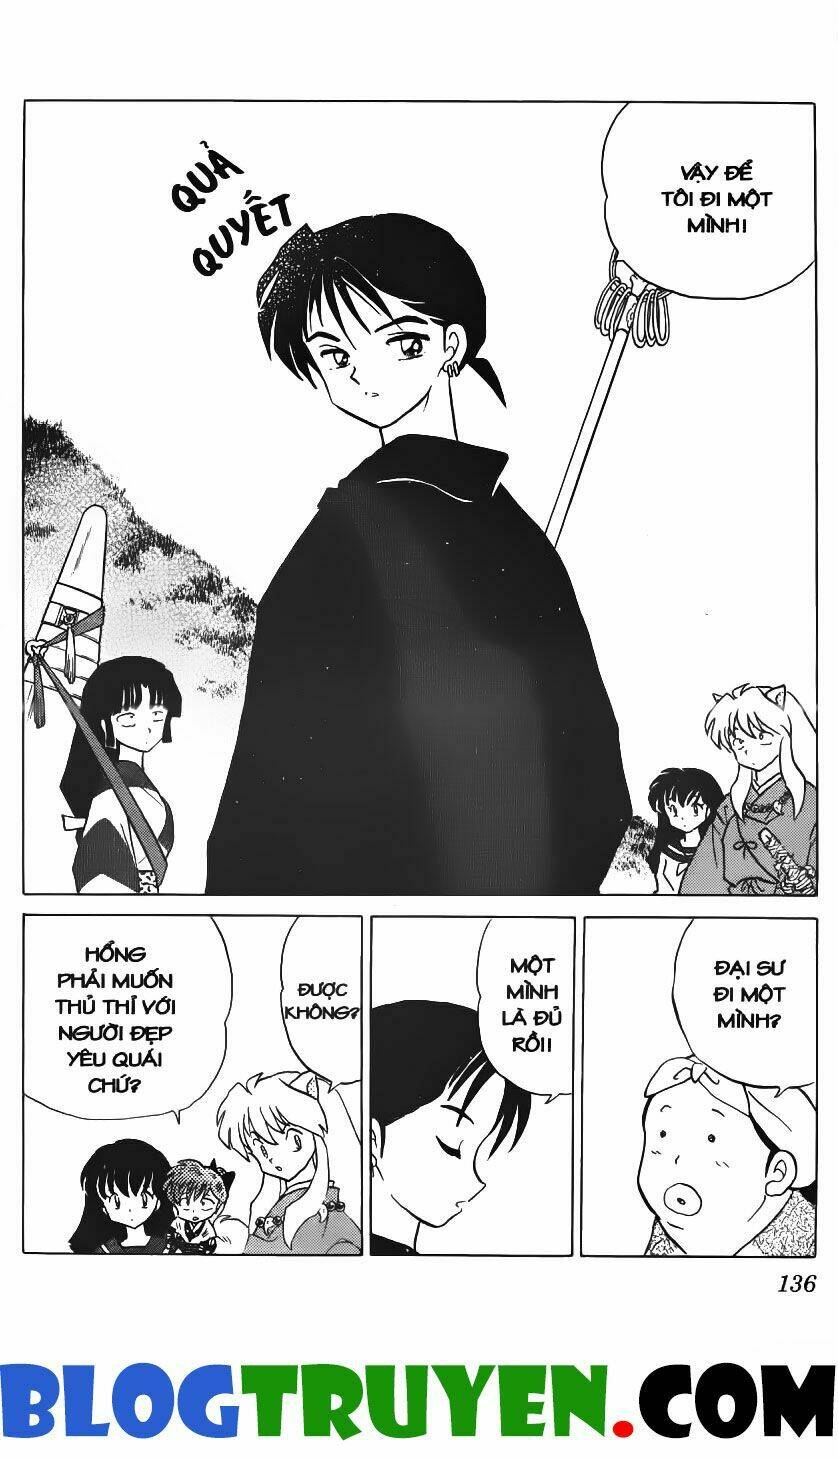 VẬY ĐỂ
TÔI ĐI MỘT
MÌNH!
QUẢ
QUYẾT
ĐẠI SƯ
ĐI MỘT
MÌNH?
MỘT
MÌNH
LÀ ĐỦ
RỒI!
ĐƯỢC
KHÔNG?
HỔNG
PHẢI MUỐN
THỦ THỈ VỚI
NGƯỜI ĐẸP
YÊU QUÁI
CHỨ?
136
BLOGTRUYEN.COM